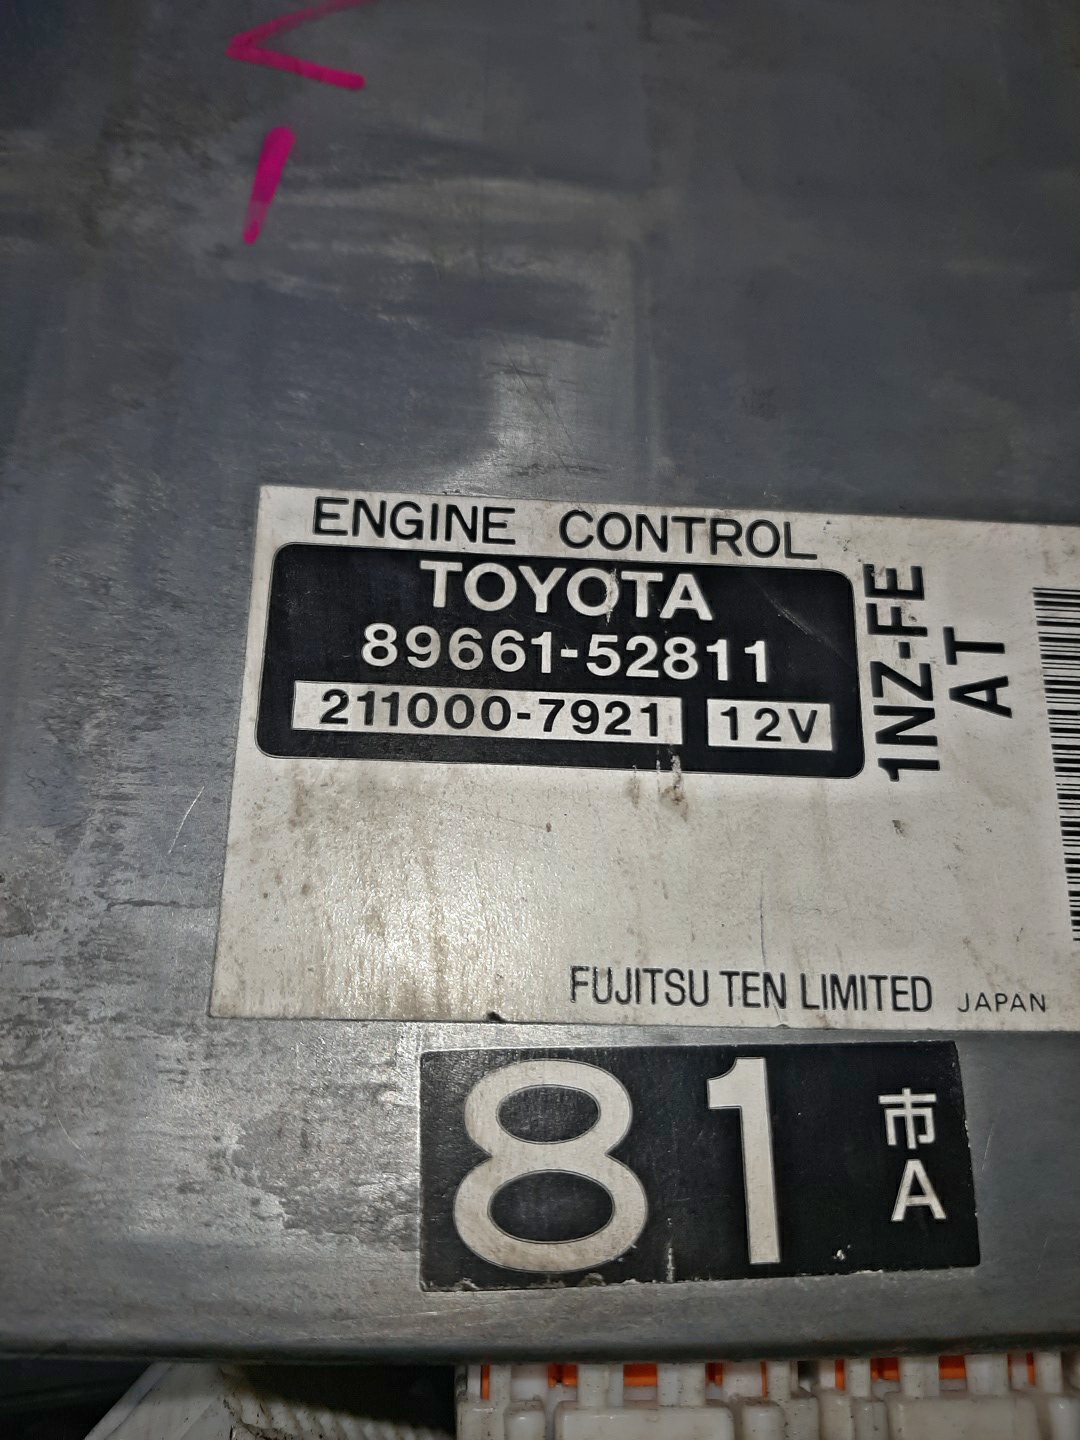 ENGINE CONTROL
TOYOTA
89661-52811
211000-7921 12V
1NZ-FE
AT
FUJITSU TEN LIMITED JAPAN
81
市
A